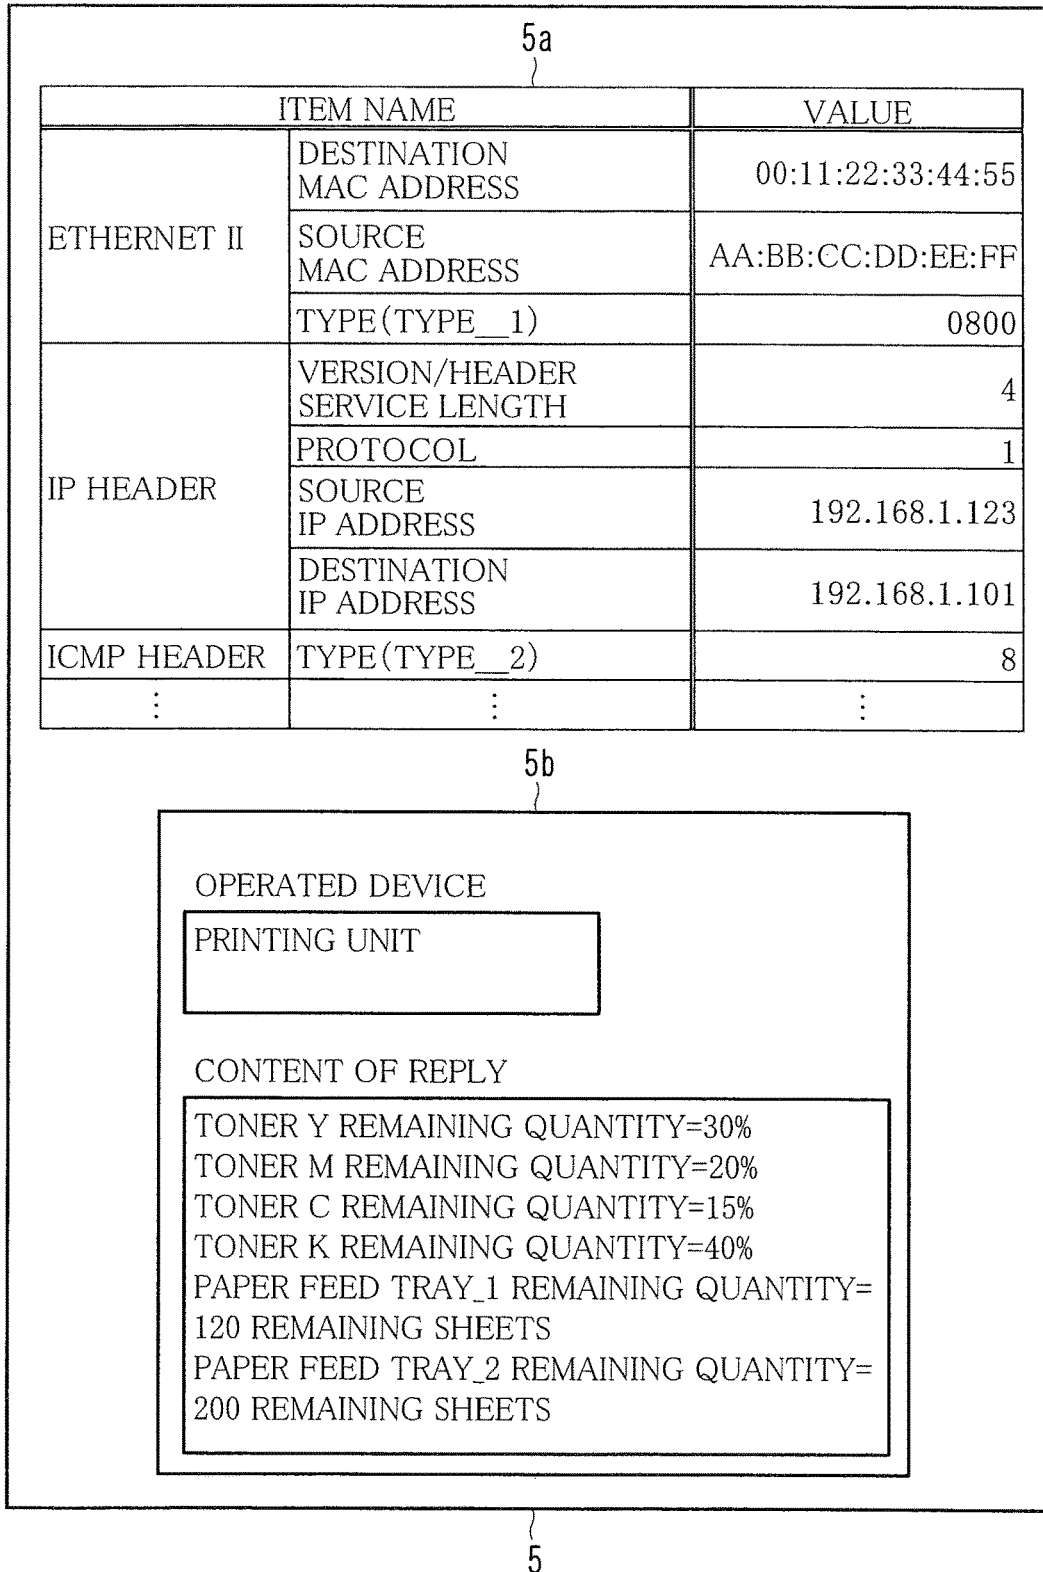 5a
ITEM NAME VALUE
ETHERNET II
DESTINATION
MAC ADDRESS
00:11:22:33:44:55
SOURCE
MAC ADDRESS
AA:BB:CC:DD:EE:FF
TYPE(TYPE__1) 0800
IP HEADER
VERSION/HEADER
SERVICE LENGTH
4
PROTOCOL 1
SOURCE
IP ADDRESS
192.168.1.123
DESTINATION
IP ADDRESS
192.168.1.101
ICMP HEADER TYPE(TYPE__2) 8
⋮ ⋮ ⋮
5b
OPERATED DEVICE
PRINTING UNIT
CONTENT OF REPLY
TONER Y REMAINING QUANTITY=30%
TONER M REMAINING QUANTITY=20%
TONER C REMAINING QUANTITY=15%
TONER K REMAINING QUANTITY=40%
PAPER FEED TRAY_1 REMAINING QUANTITY=
120 REMAINING SHEETS
PAPER FEED TRAY_2 REMAINING QUANTITY=
200 REMAINING SHEETS
5